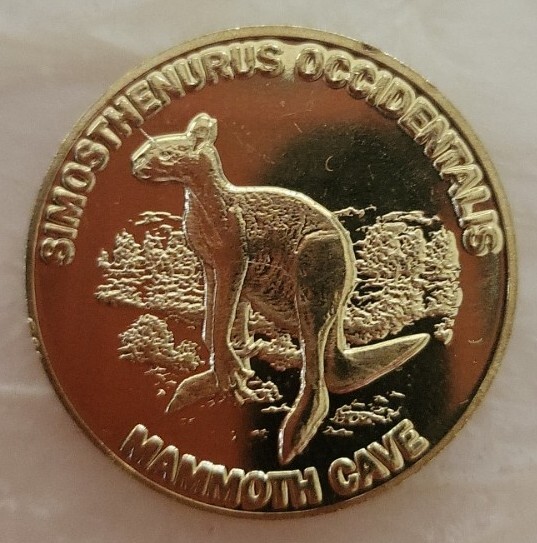 SIMOSTHENURUS OCCIDENTALIS
MAMMOTH CAVE